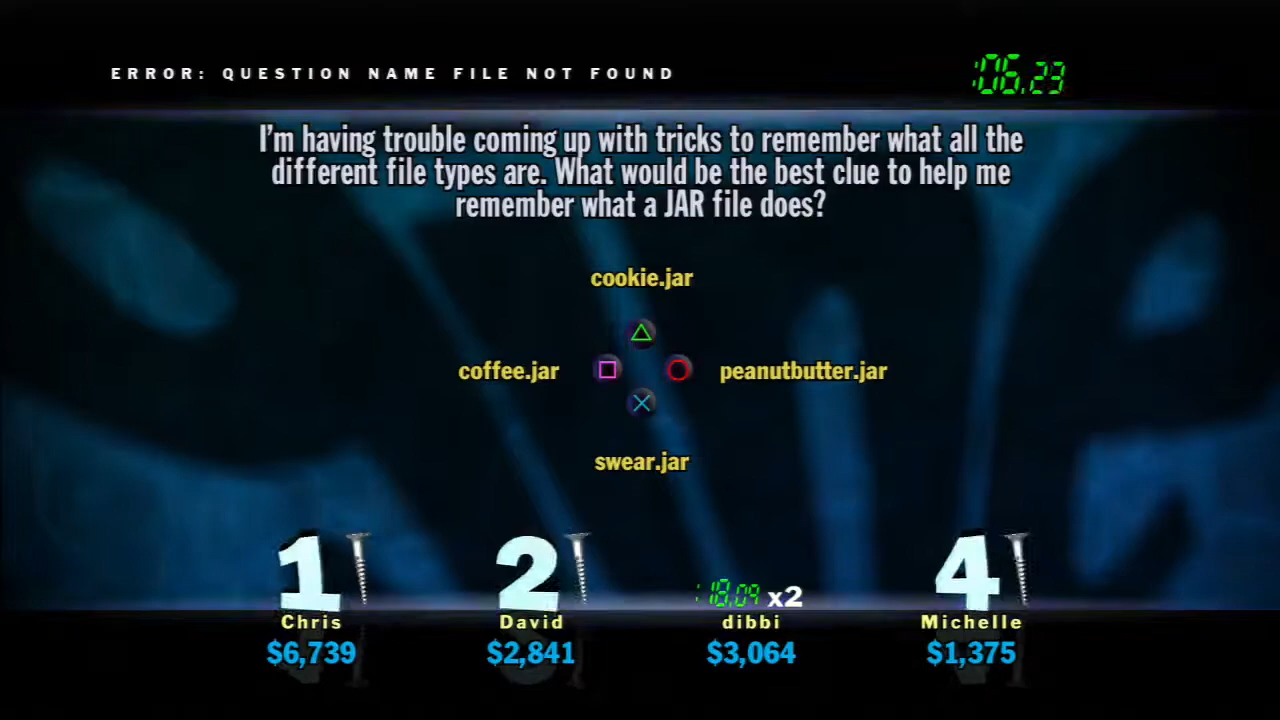 ERROR: QUESTION NAME FILE NOT FOUND
:06.23
I'm having trouble coming up with tricks to remember what all the
different file types are. What would be the best clue to help me
remember what a JAR file does?
cookie.jar
coffee.jar
peanutbutter.jar
swear.jar
1
2
:18.09 x2
4
Chris
David
dibbi
Michelle
$6,739
$2,841
$3,064
$1,375